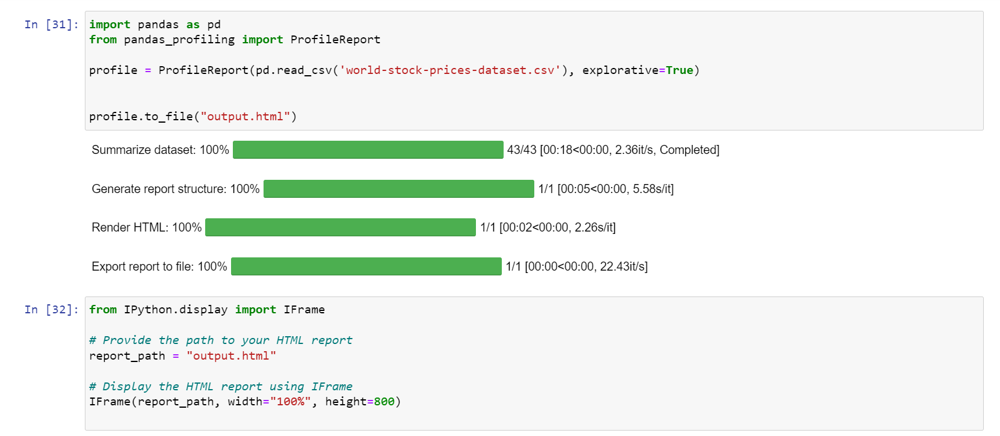 In [31]: import pandas as pd
from pandas_profiling import ProfileReport
profile = ProfileReport(pd.read_csv('world-stock-prices-dataset.csv'), explorative=True)
profile.to_file("output.html")
Summarize dataset: 100% 43/43 [00:18<00:00, 2.36it/s, Completed]
Generate report structure: 100% 1/1 [00:05<00:00, 5.58s/it]
Render HTML: 100% 1/1 [00:02<00:00, 2.26s/it]
Export report to file: 100% 1/1 [00:00<00:00, 22.43it/s]
In [32]: from IPython.display import IFrame
# Provide the path to your HTML report
report_path = "output.html"
# Display the HTML report using IFrame
IFrame(report_path, width="100%", height=800)